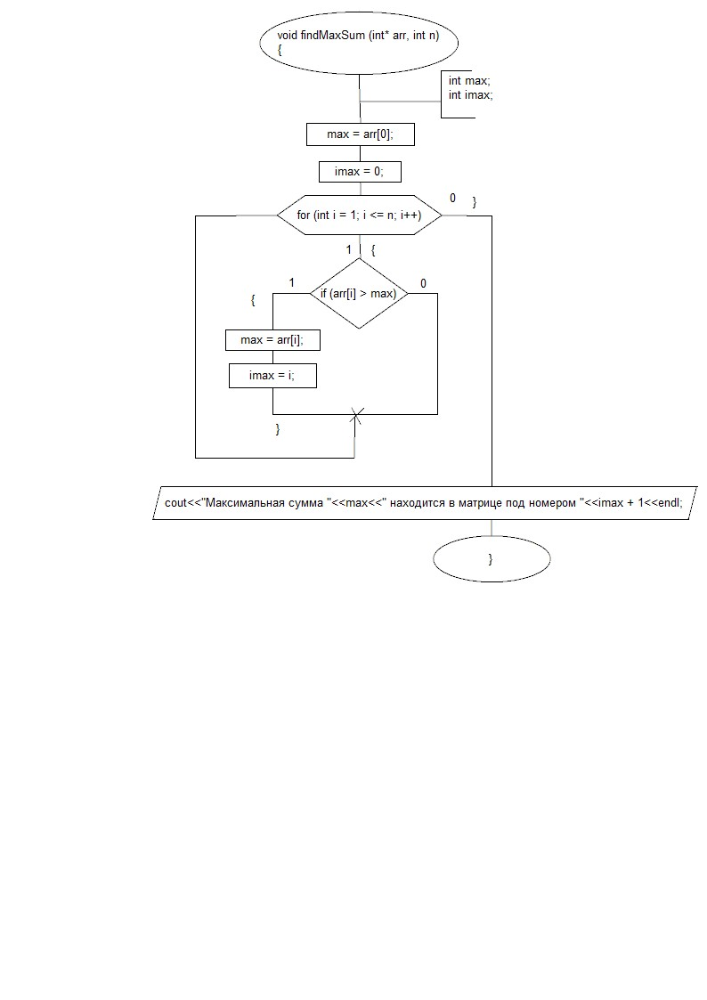 void findMaxSum (int* arr, int n)
{
int max;
int imax;
max = arr[0];
imax = 0;
for (int i = 1; i <= n; i++)
0
}
1
{
if (arr[i] > max)
1
0
{
max = arr[i];
imax = i;
}
cout<<"Максимальная сумма "<<max<<" находится в матрице под номером "<<imax + 1<<endl;
}